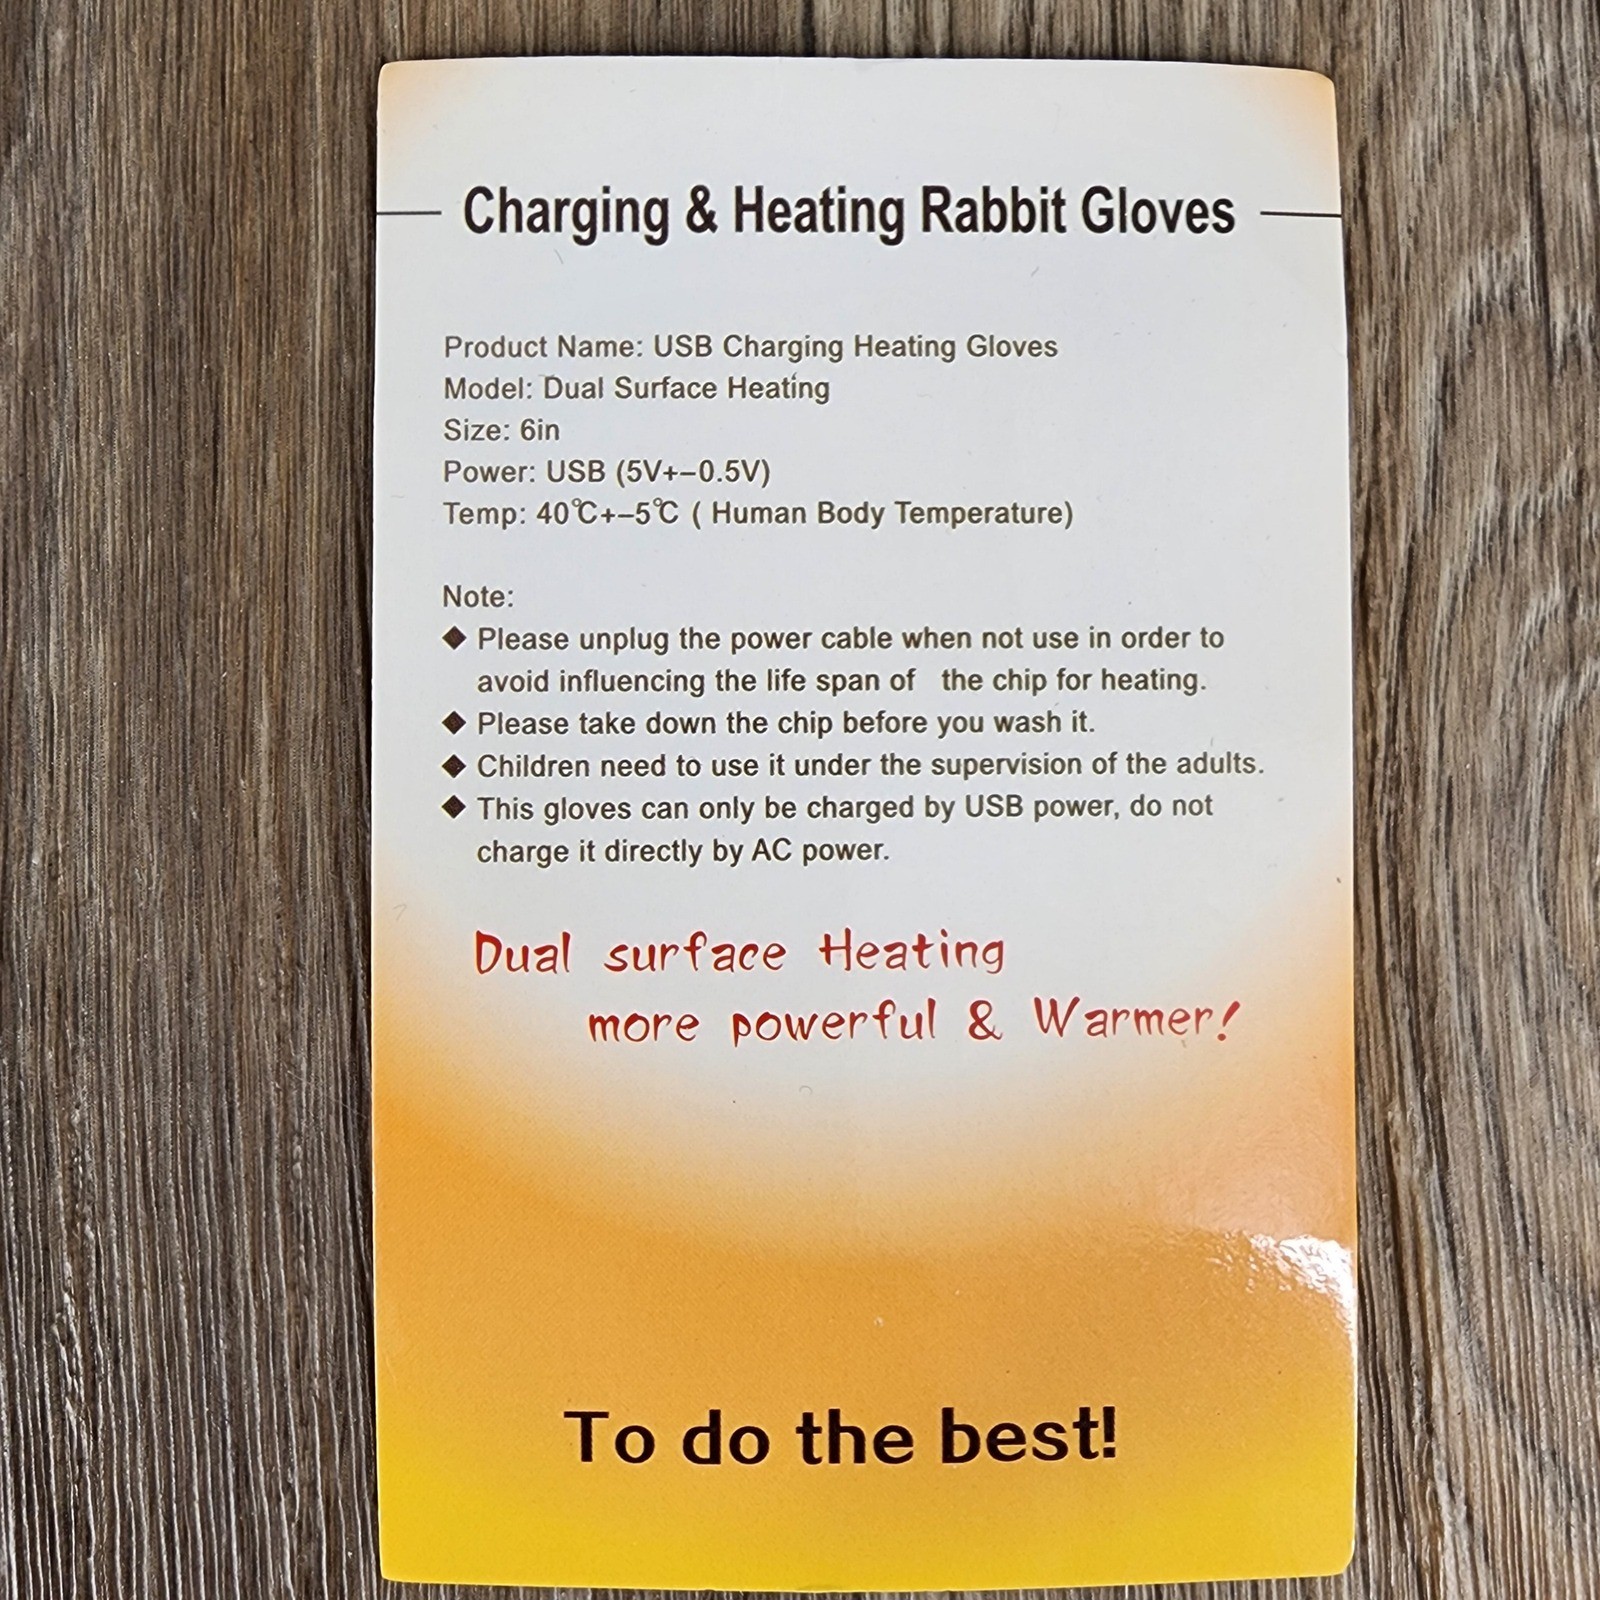 Charging & Heating Rabbit Gloves
Product Name: USB Charging Heating Gloves
Model: Dual Surface Heating
Size: 6in
Power: USB (5V+−0.5V)
Temp: 40℃+−5℃ ( Human Body Temperature)
Note:
◆ Please unplug the power cable when not use in order to
avoid influencing the life span of the chip for heating.
◆ Please take down the chip before you wash it.
◆ Children need to use it under the supervision of the adults.
◆ This gloves can only be charged by USB power, do not
charge it directly by AC power.
Dual surface Heating
more powerful & Warmer!
To do the best!